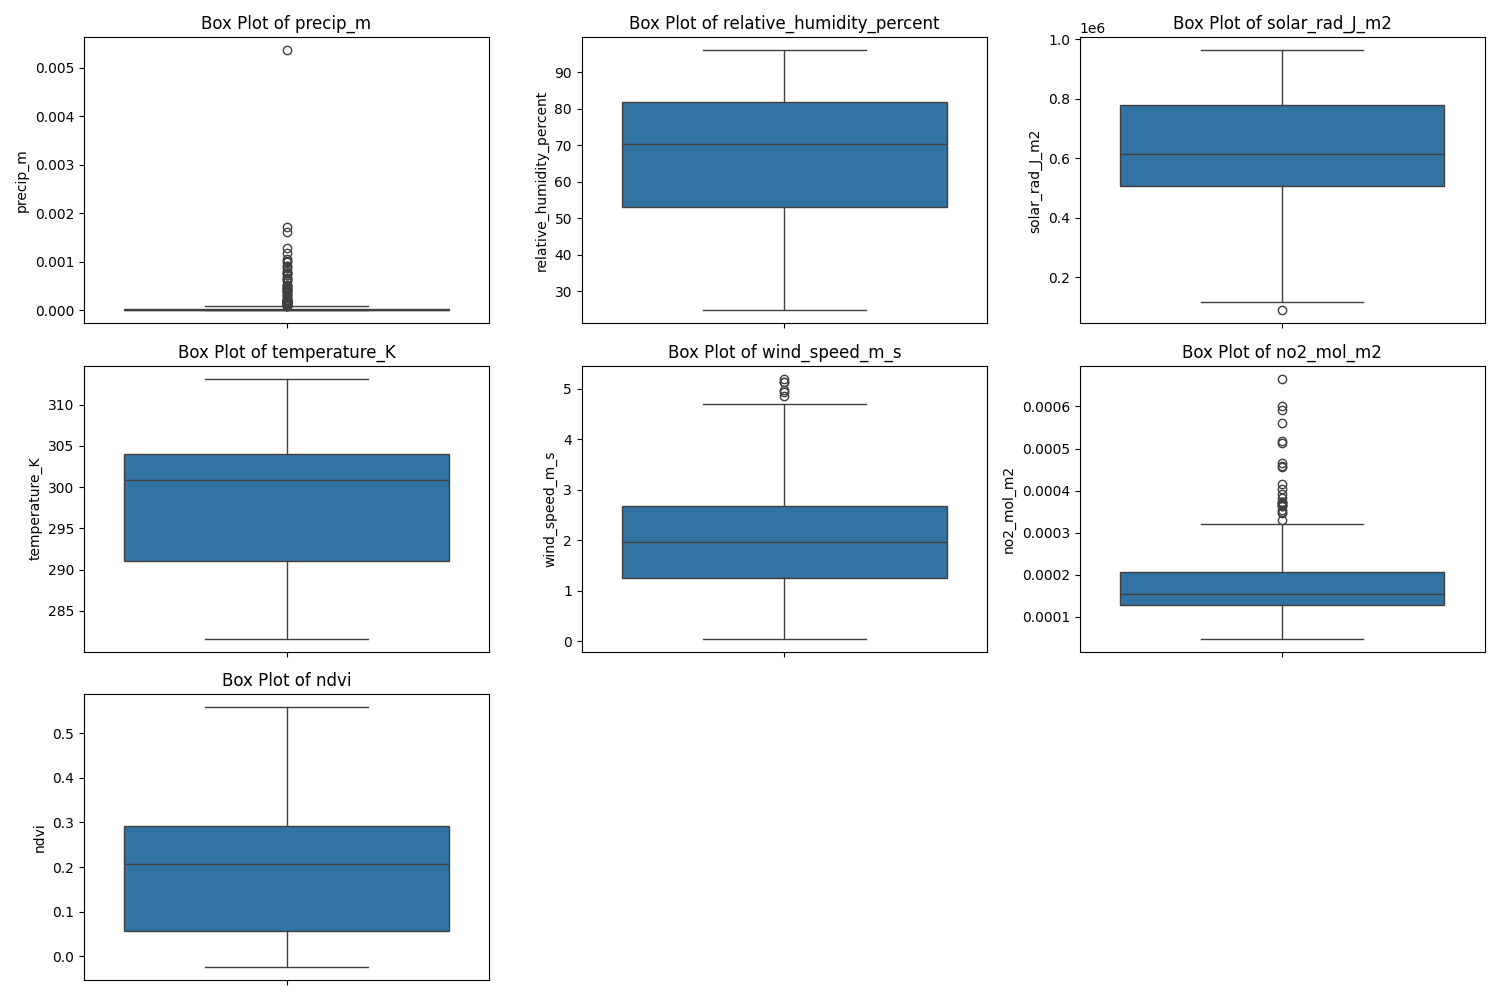 Box Plot of precip_m
precip_m
0.005
0.004
0.003
0.002
0.001
0.000
Box Plot of relative_humidity_percent
relative_humidity_percent
90
80
70
60
50
40
30
Box Plot of solar_rad_J_m2
1e6
solar_rad_J_m2
1.0
0.8
0.6
0.4
0.2
Box Plot of temperature_K
temperature_K
310
305
300
295
290
285
Box Plot of wind_speed_m_s
wind_speed_m_s
5
4
3
2
1
0
Box Plot of no2_mol_m2
no2_mol_m2
0.0006
0.0005
0.0004
0.0003
0.0002
0.0001
Box Plot of ndvi
ndvi
0.5
0.4
0.3
0.2
0.1
0.0